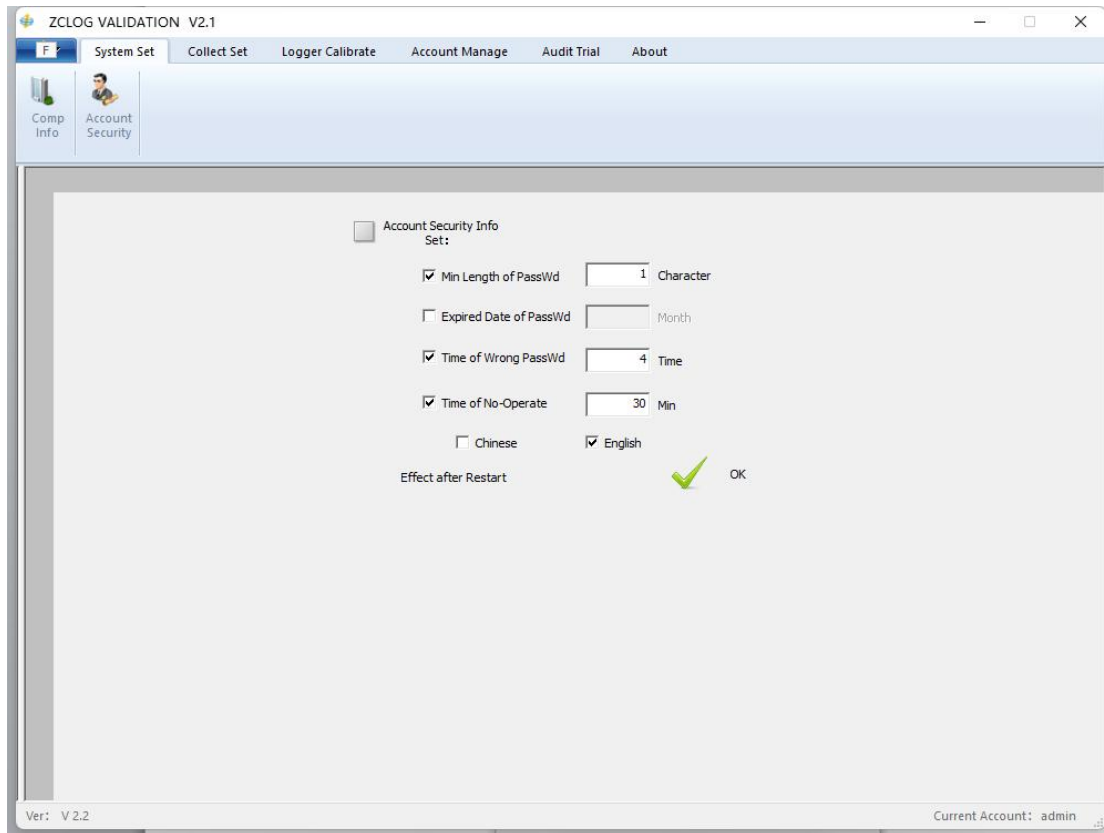 ZCLOG VALIDATION V2.1
F
System Set Collect Set Logger Calibrate Account Manage Audit Trial About
Comp Info
Account Security
Account Security Info
Set:
Min Length of PassWd 1 Character
Expired Date of PassWd Month
Time of Wrong PassWd 4 Time
Time of No-Operate 30 Min
Chinese English
Effect after Restart OK
Ver: V 2.2 Current Account: admin